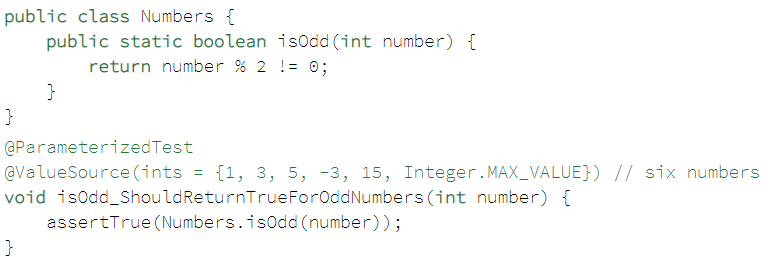 public class Numbers {
    public static boolean isOdd(int number) {
        return number % 2 != 0;
    }
}
@ParameterizedTest
@ValueSource(ints = {1, 3, 5, -3, 15, Integer.MAX_VALUE}) // six numbers
void isOdd_ShouldReturnTrueForOddNumbers(int number) {
    assertTrue(Numbers.isOdd(number));
}